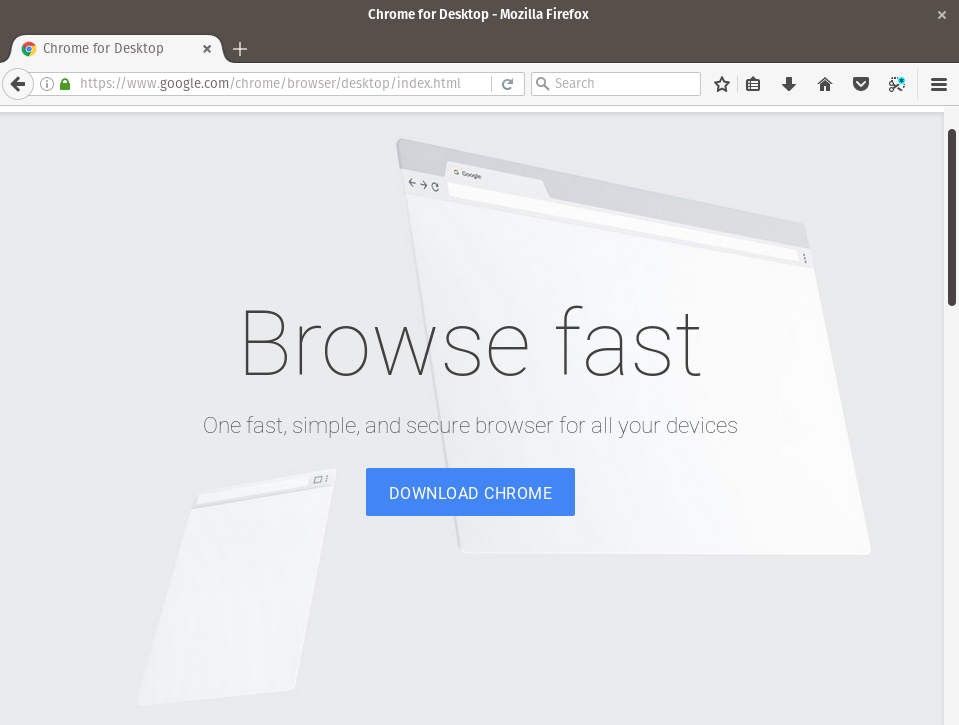 Chrome for Desktop - Mozilla Firefox
Chrome for Desktop
https://www.google.com/chrome/browser/desktop/index.html
Search
Google
Browse fast
One fast, simple, and secure browser for all your devices
DOWNLOAD CHROME